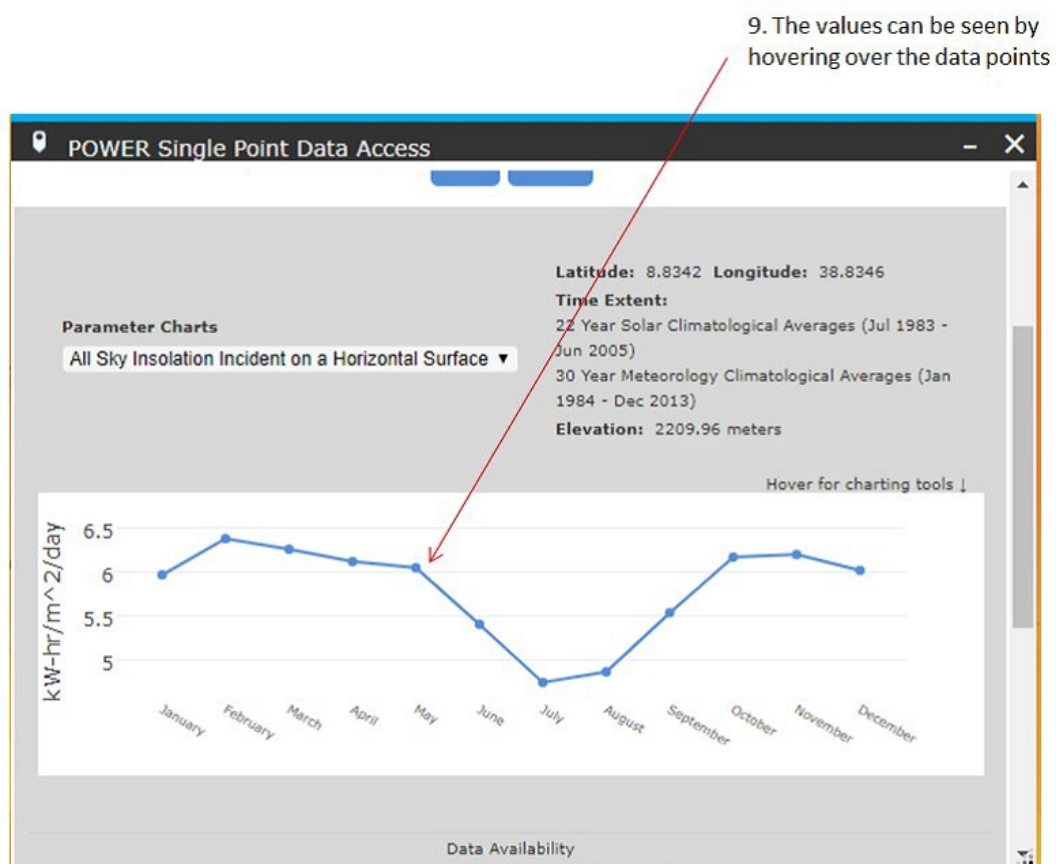 9. The values can be seen by
hovering over the data points
POWER Single Point Data Access
Latitude: 8.8342 Longitude: 38.8346
Time Extent:
22 Year Solar Climatological Averages (Jul 1983 -
Jun 2005)
30 Year Meteorology Climatological Averages (Jan
1984 - Dec 2013)
Elevation: 2209.96 meters
Parameter Charts
All Sky Insolation Incident on a Horizontal Surface ▼
Hover for charting tools ↓
kW-hr/m^2/day
6.5
6
5.5
5
January
February
March
April
May
June
July
August
September
October
November
December
Data Availability